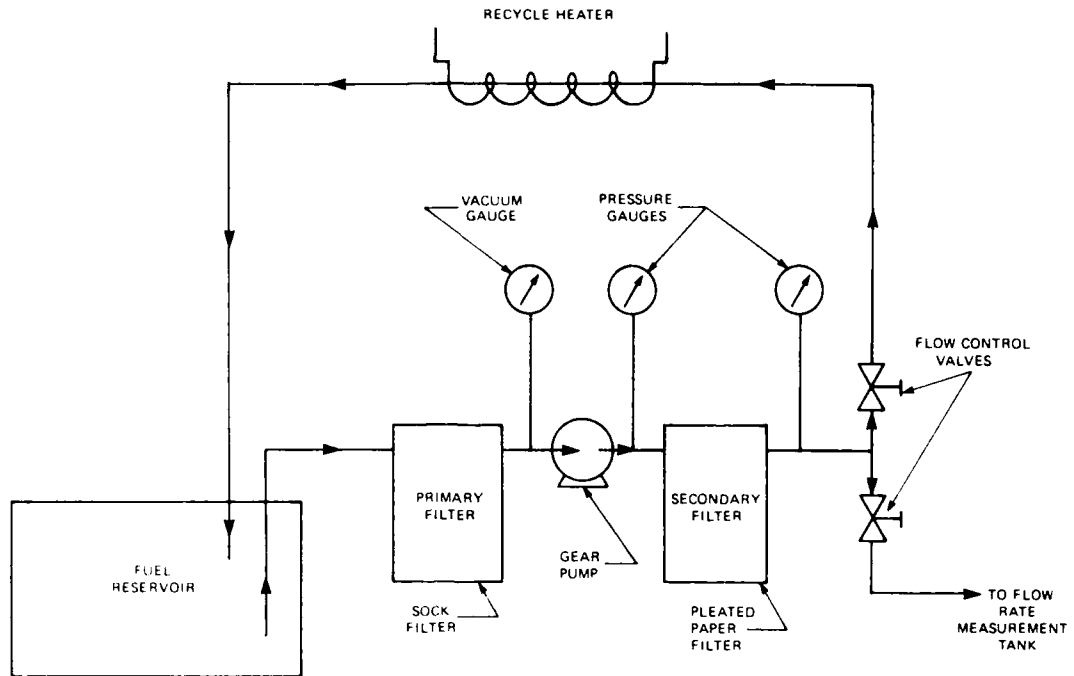 RECYCLE HEATER
VACUUM
GAUGE
PRESSURE
GAUGES
FLOW CONTROL
VALVES
PRIMARY
FILTER
SECONDARY
FILTER
GEAR
PUMP
FUEL
RESERVOIR
SOCK
FILTER
PLEATED
PAPER
FILTER
TO FLOW
RATE
MEASUREMENT
TANK